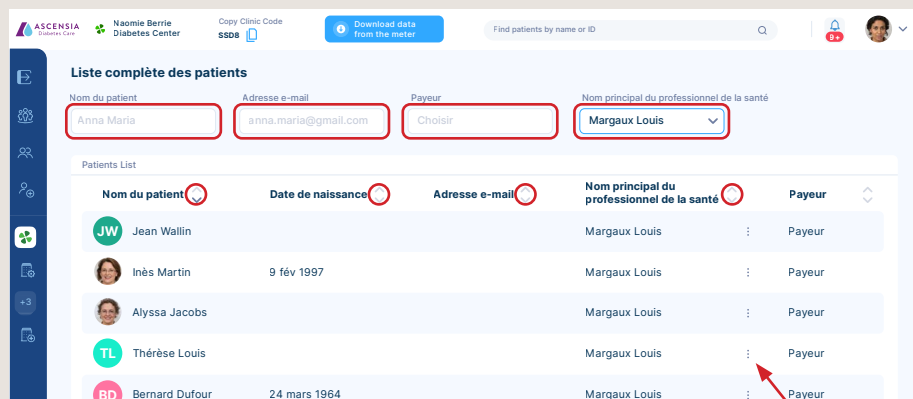 ASCENSIA
Diabetes Care
Naomie Berrie
Diabetes Center
Copy Clinic Code
SSD8
Download data
from the meter
Find patients by name or ID
9+
Liste complète des patients
Nom du patient
Adresse e-mail
Payeur
Nom principal du professionnel de la santé
Anna Maria
anna.maria@gmail.com
Choisir
Margaux Louis
Patients List
Nom du patient
Date de naissance
Adresse e-mail
Nom principal du
professionnel de la santé
Payeur
JW Jean Wallin Margaux Louis Payeur
Inès Martin 9 fév 1997 Margaux Louis Payeur
Alyssa Jacobs Margaux Louis Payeur
+3
TL Thérèse Louis Margaux Louis Payeur
BD Bernard Dufour 24 mars 1964 Margaux Louis Payeur